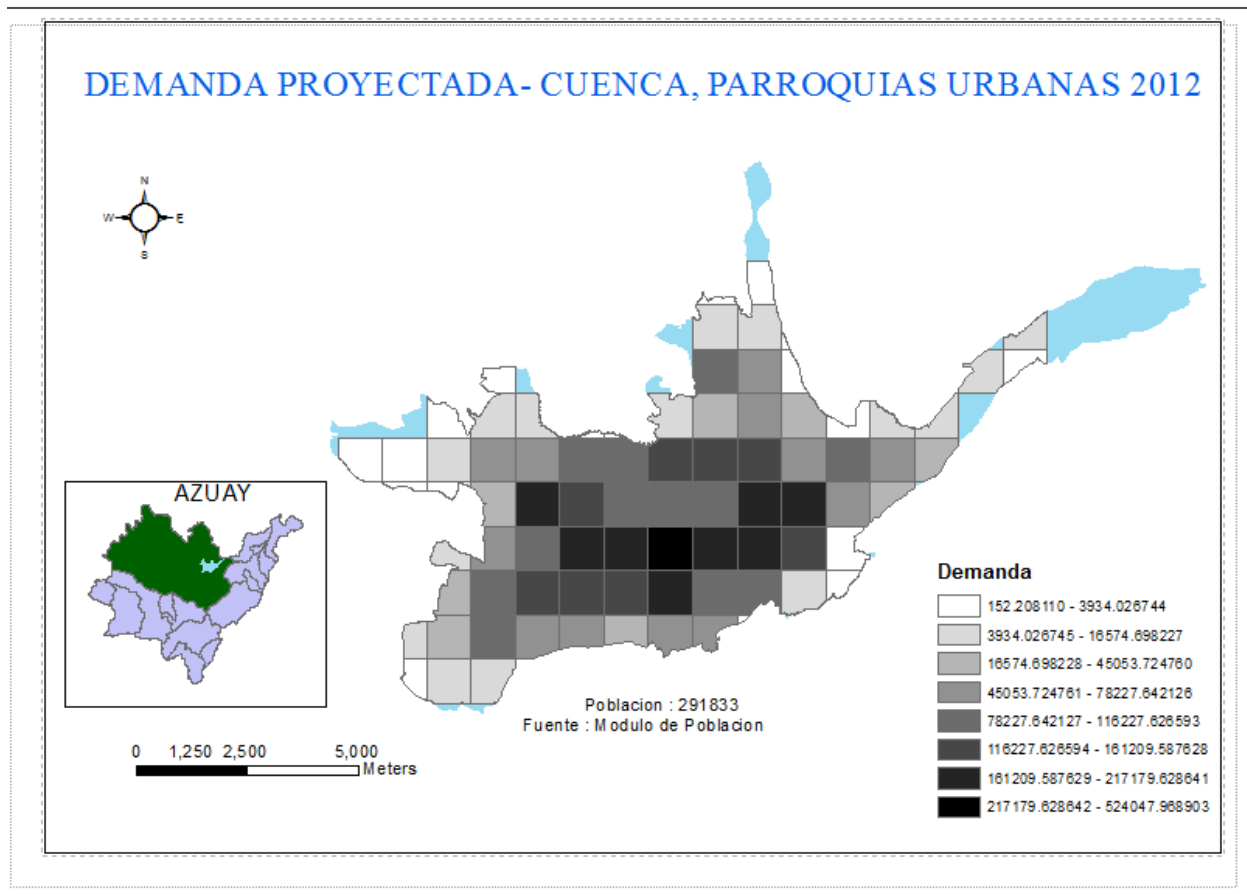 DEMANDA PROYECTADA- CUENCA, PARROQUIAS URBANAS 2012
N
W E
S
AZUAY
Demanda
152.208110 - 3934.026744
3934.026745 - 16574.698227
16574.698228 - 45053.724760
45053.724761 - 78227.642126
78227.642127 - 116227.626593
116227.626594 - 161209.587628
161209.587629 - 217179.628641
217179.628642 - 524047.968903
Poblacion : 291833
Fuente : Modulo de Poblacion
0 1,250 2,500 5,000
Meters